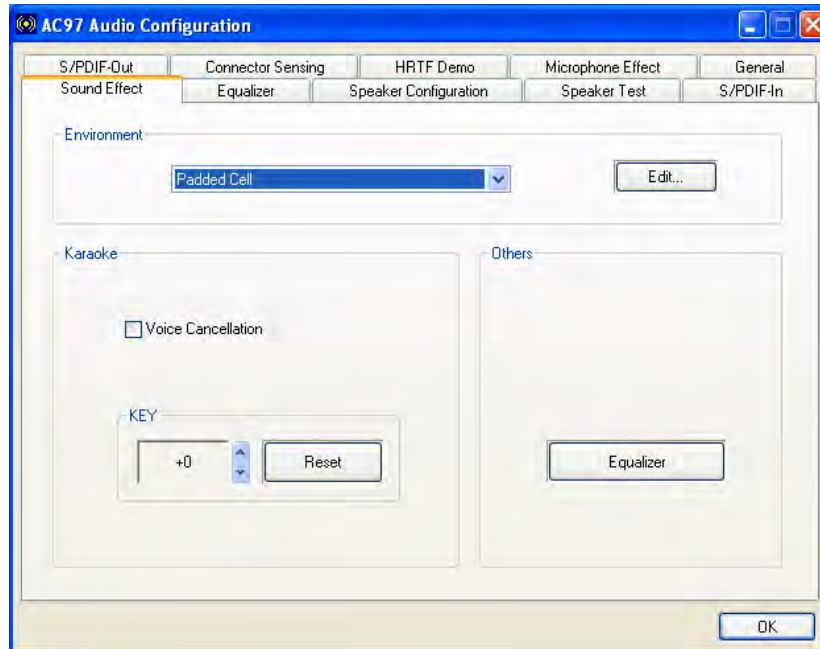 AC97 Audio Configuration
S/PDIF-Out Connector Sensing HRTF Demo Microphone Effect General
Sound Effect Equalizer Speaker Configuration Speaker Test S/PDIF-In
Environment
Padded Cell Edit...
Karaoke
Voice Cancellation
KEY
+0 Reset
Others
Equalizer
OK